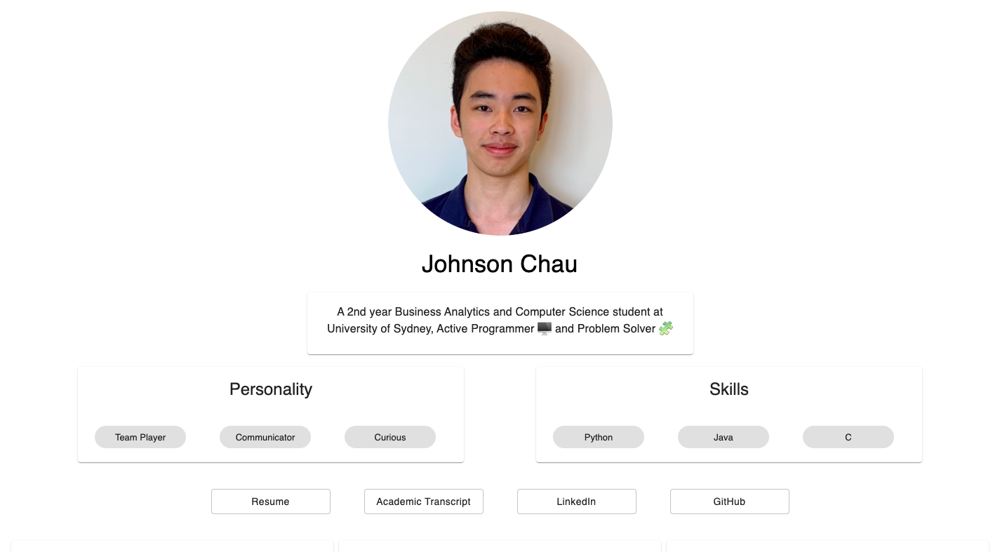 Johnson Chau
A 2nd year Business Analytics and Computer Science student at
University of Sydney, Active Programmer 🖥️ and Problem Solver 🧩
Personality
Team Player
Communicator
Curious
Skills
Python
Java
C
Resume
Academic Transcript
LinkedIn
GitHub